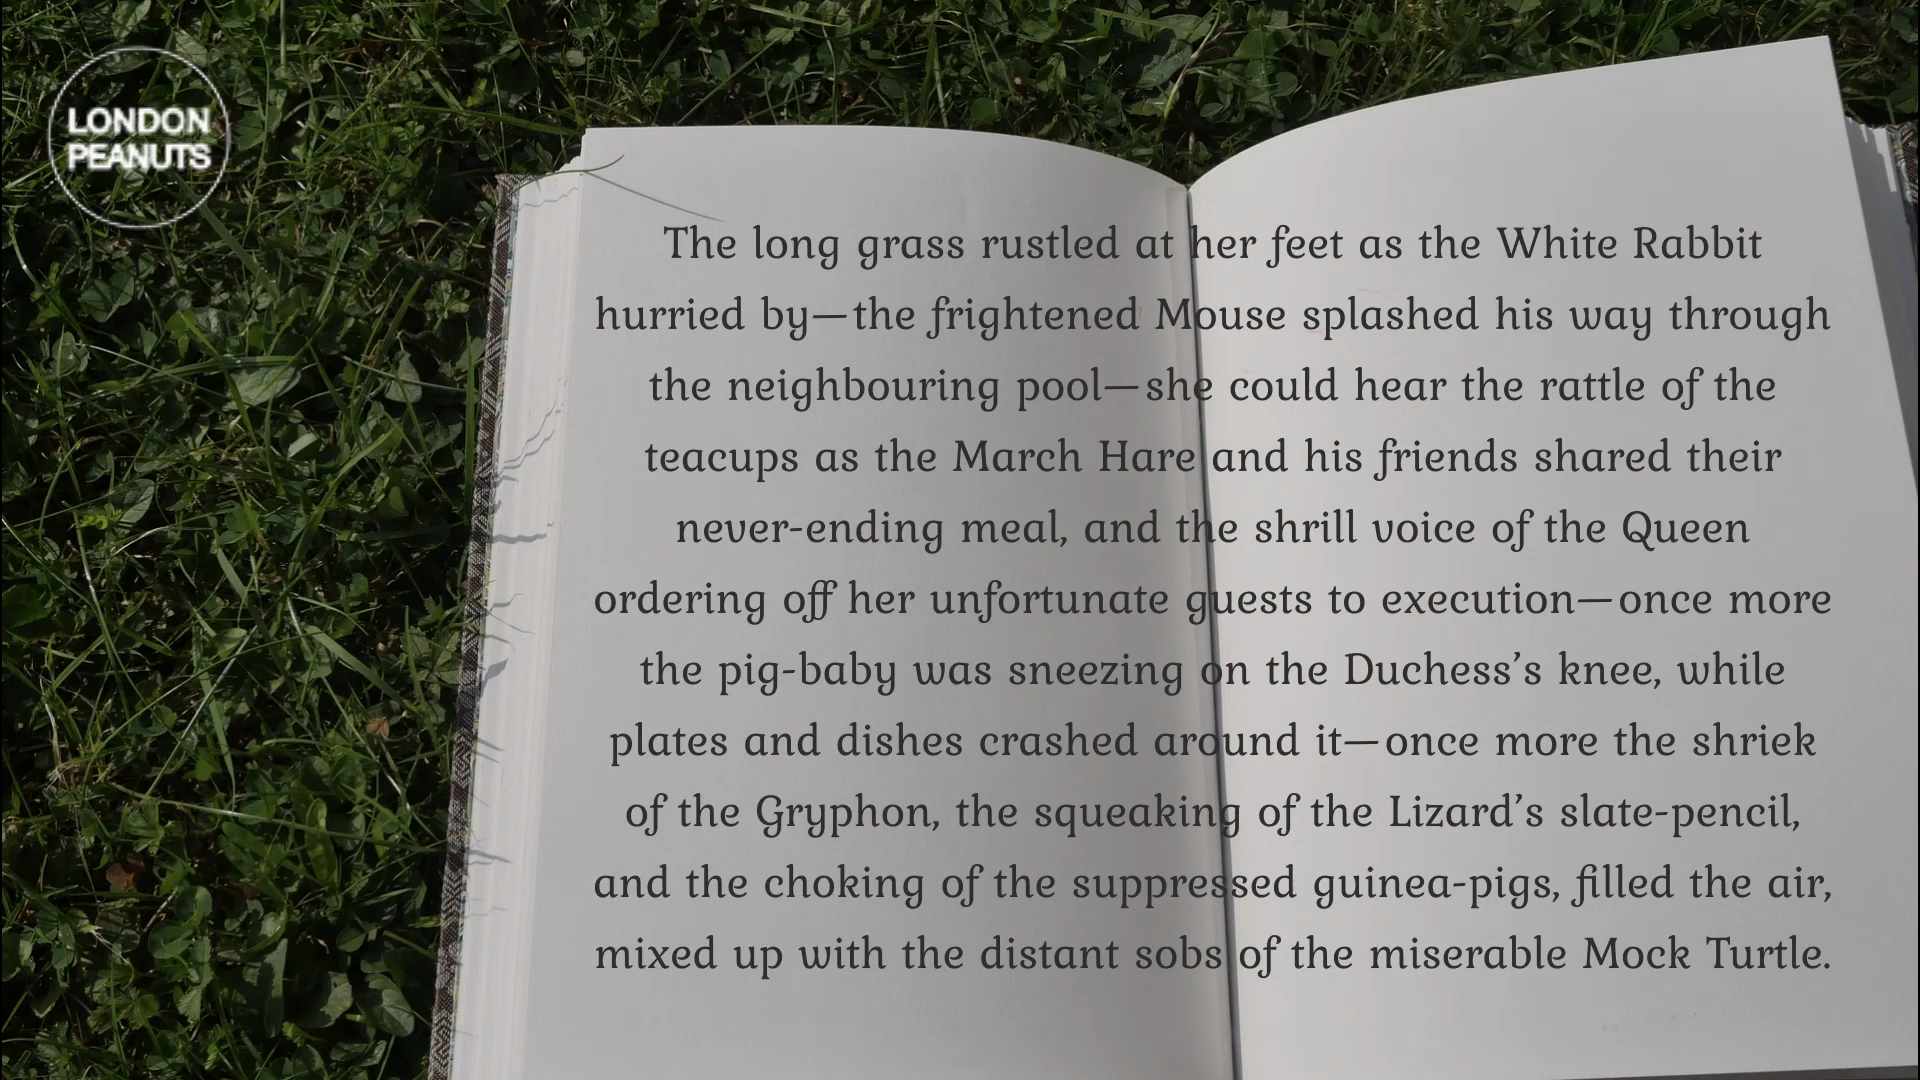 LONDON
PEANUTS
The long grass rustled at her feet as the White Rabbit
hurried by—the frightened Mouse splashed his way through
the neighbouring pool—she could hear the rattle of the
teacups as the March Hare and his friends shared their
never-ending meal, and the shrill voice of the Queen
ordering off her unfortunate guests to execution—once more
the pig-baby was sneezing on the Duchess’s knee, while
plates and dishes crashed around it—once more the shriek
of the Gryphon, the squeaking of the Lizard’s slate-pencil,
and the choking of the suppressed guinea-pigs, filled the air,
mixed up with the distant sobs of the miserable Mock Turtle.